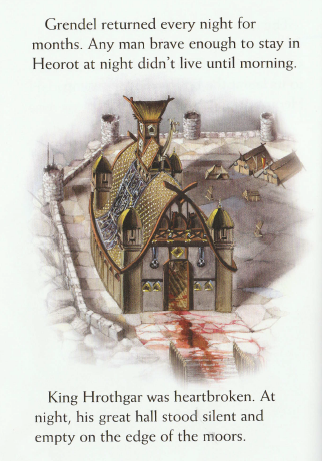 Grendel returned every night for
months. Any man brave enough to stay in
Heorot at night didn't live until morning.
King Hrothgar was heartbroken. At
night, his great hall stood silent and
empty on the edge of the moors.